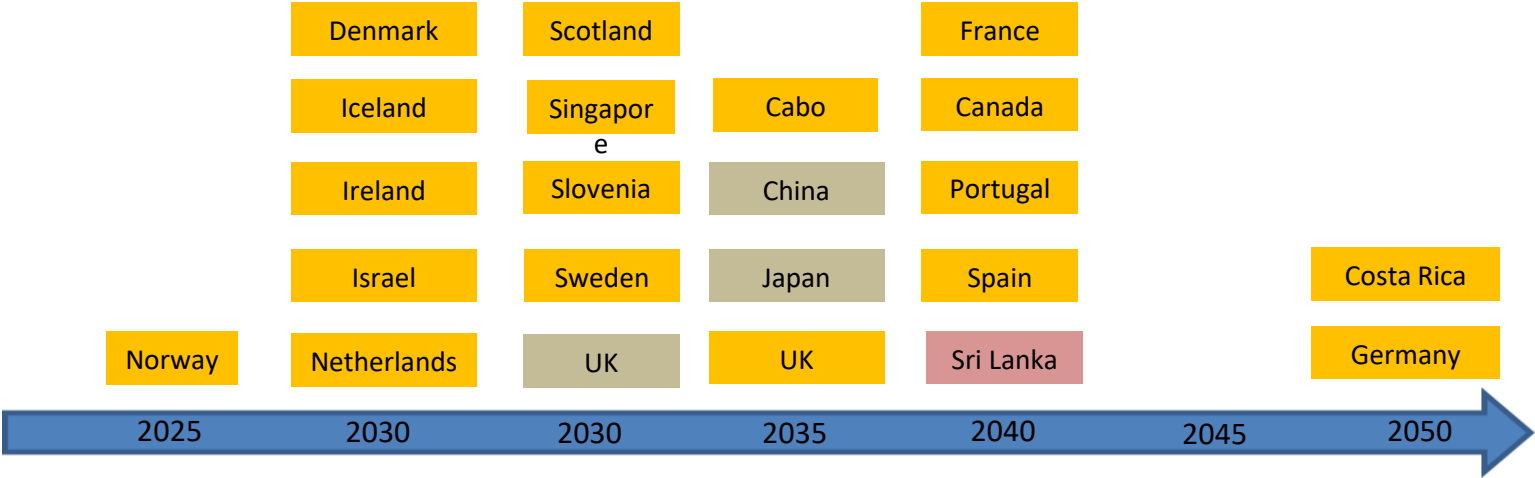 Denmark
Scotland
France
Iceland
Singapor
e
Cabo
Canada
Ireland
Slovenia
China
Portugal
Israel
Sweden
Japan
Spain
Costa Rica
Norway
Netherlands
UK
UK
Sri Lanka
Germany
2025
2030
2030
2035
2040
2045
2050